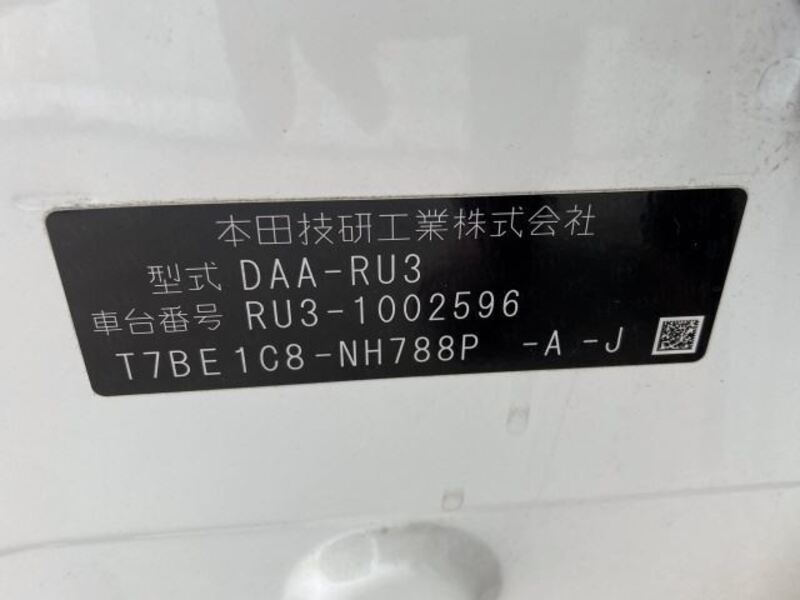 本田技研工業株式会社
型式 DAA-RU3
車台番号 RU3-1002596
T7BE1C8-NH788P -A -J